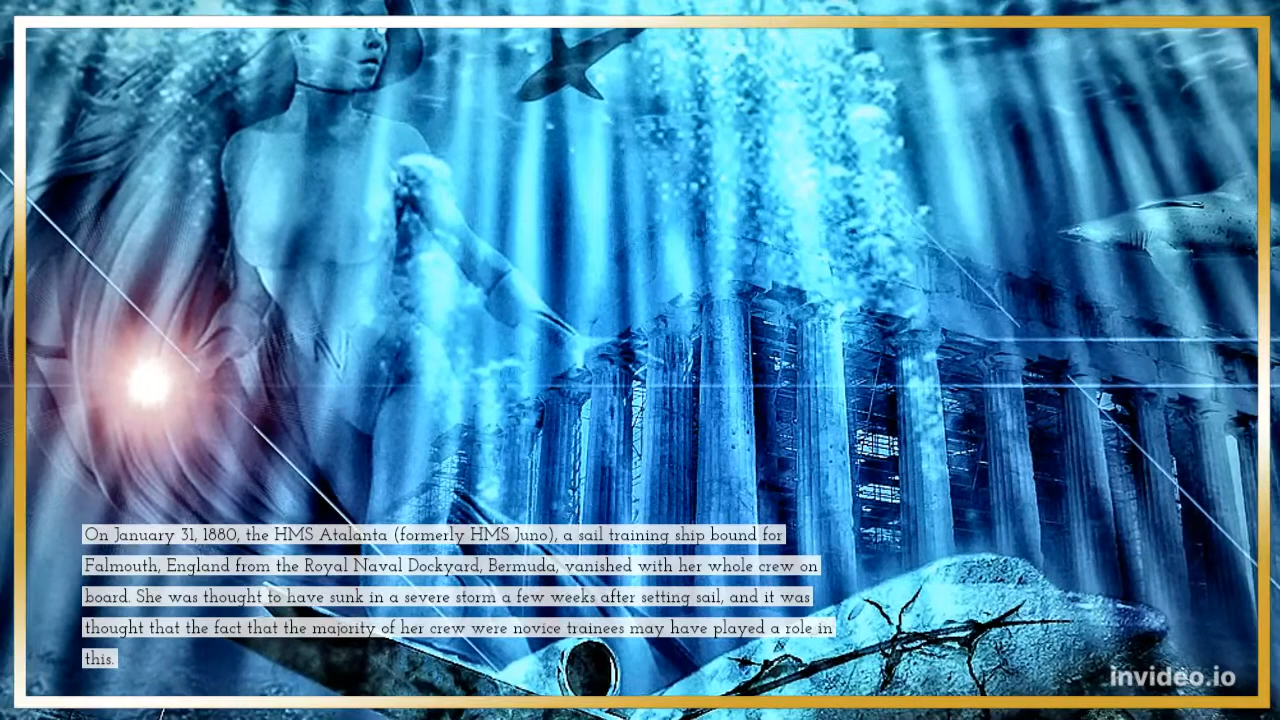 On January 31, 1880, the HMS Atalanta (formerly HMS Juno), a sail training ship bound for
Falmouth, England from the Royal Naval Dockyard, Bermuda, vanished with her whole crew on
board. She was thought to have sunk in a severe storm a few weeks after setting sail, and it was
thought that the fact that the majority of her crew were novice trainees may have played a role in
this.
invideo.io